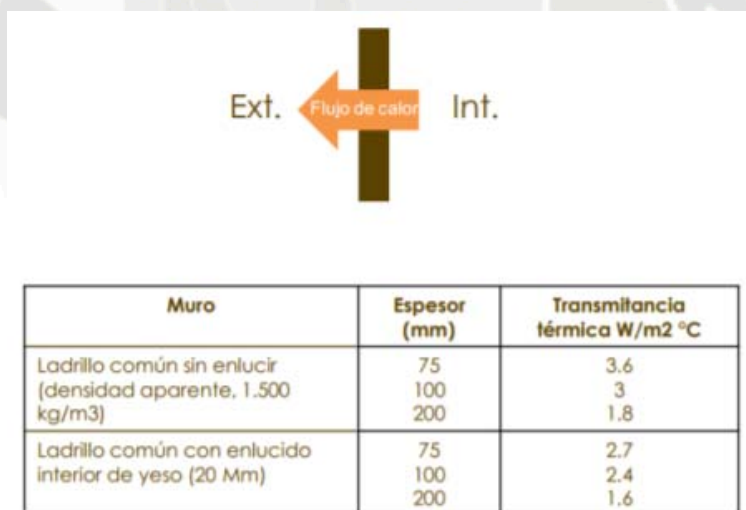 Ext.
Flujo de calor
Int.
Muro
Espesor
(mm)
Transmitancia
térmica W/m2 °C
Ladrillo común sin enlucir
(densidad aparente, 1.500
kg/m3)
75
100
200
3.6
3
1.8
Ladrillo común con enlucido
interior de yeso (20 Mm)
75
100
200
2.7
2.4
1.6